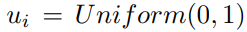 u_i = Uniform(0, 1)